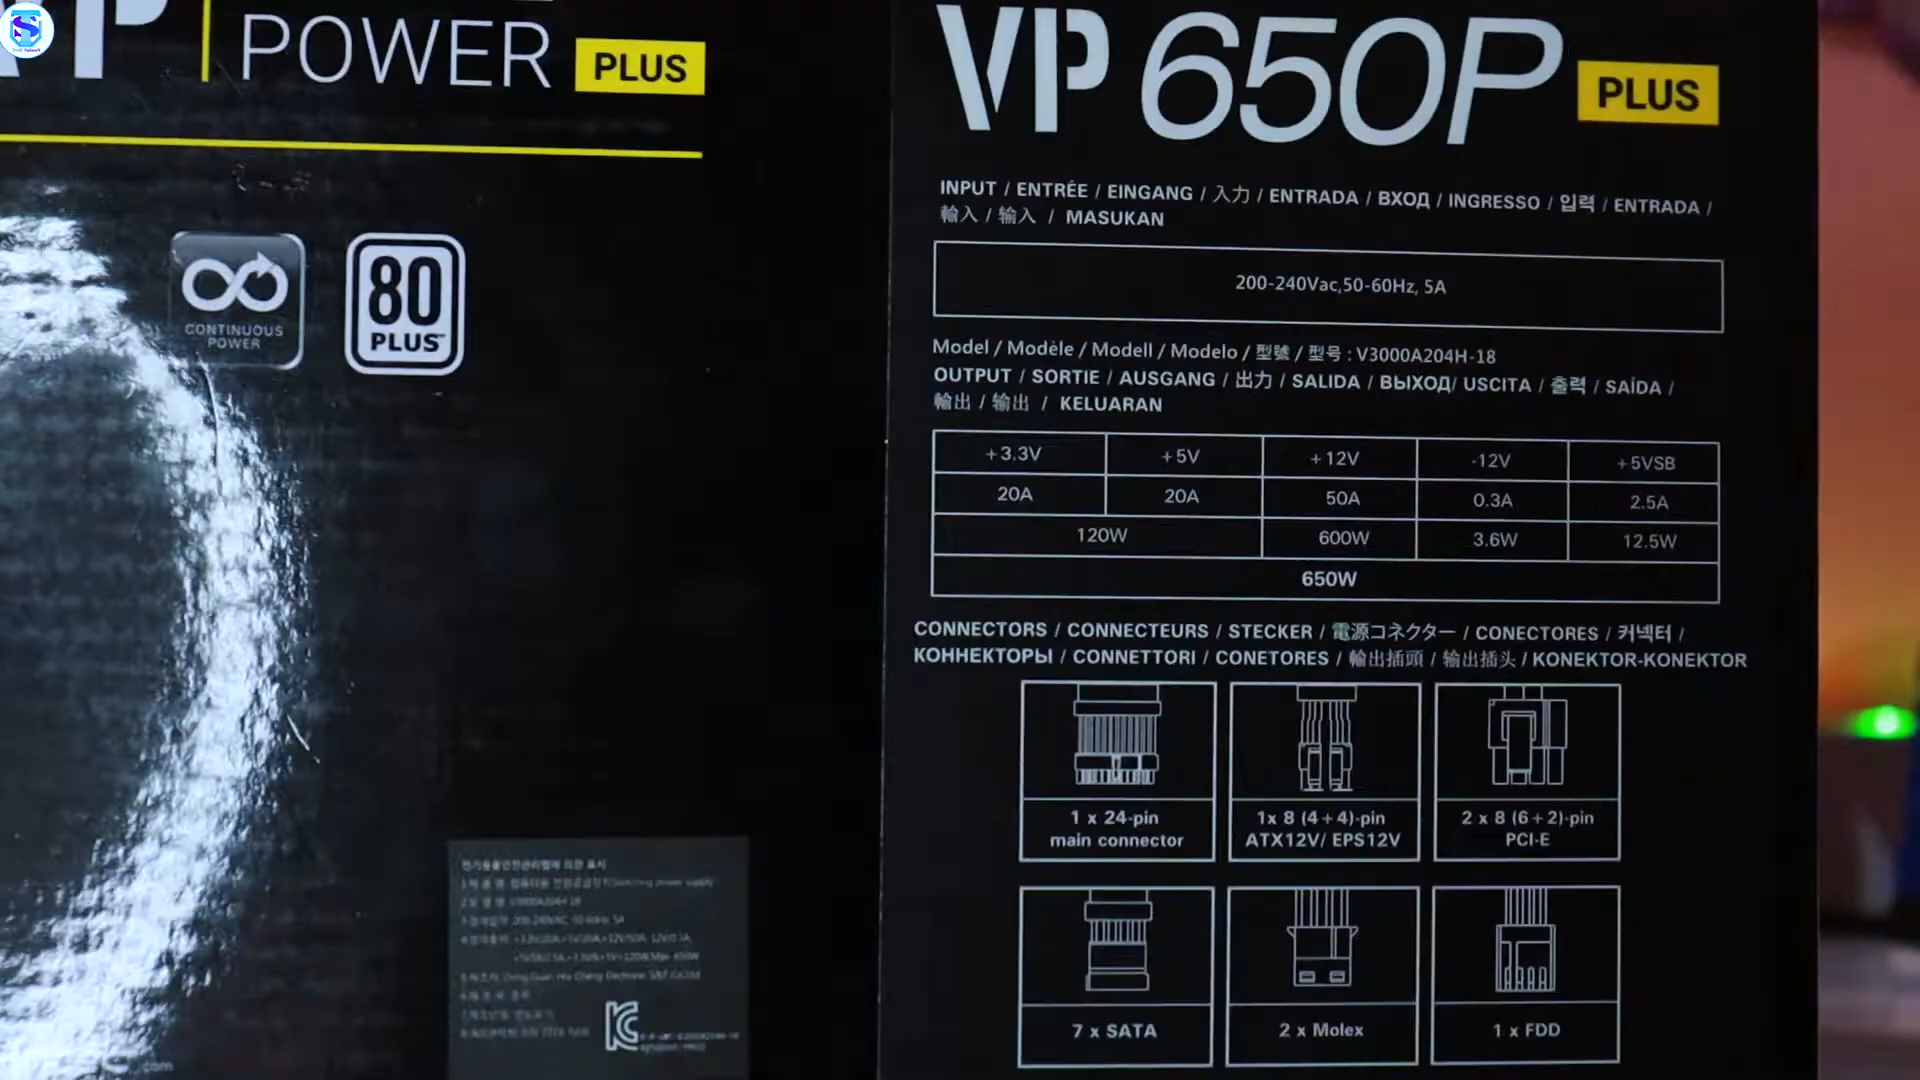 VP
POWER PLUS
CONTINUOUS
POWER
80
PLUS
VP 650P PLUS
INPUT / ENTRÉE / EINGANG / 入力 / ENTRADA / ВХОД / INGRESSO / 입력 / ENTRADA /
輸入 / 输入 / MASUKAN
200-240Vac,50-60Hz, 5A
Model / Modèle / Modell / Modelo / 型號 / 型号 : V3000A204H-18
OUTPUT / SORTIE / AUSGANG / 出力 / SALIDA / ВЫХОД/ USCITA / 출력 / SAÍDA /
輸出 / 输出 / KELUARAN
+3.3V +5V +12V -12V +5VSB
20A 20A 50A 0.3A 2.5A
120W 600W 3.6W 12.5W
650W
CONNECTORS / CONNECTEURS / STECKER / 電源コネクター / CONECTORES / 커넥터 /
КОННЕКТОРЫ / CONNETTORI / CONETORES / 輸出插頭 / 输出插头 / KONEKTOR-KONEKTOR
1 x 24-pin
main connector
1x 8 (4+4)-pin
ATX12V/ EPS12V
2 x 8 (6+2)-pin
PCI-E
7 x SATA
2 x Molex
1 x FDD